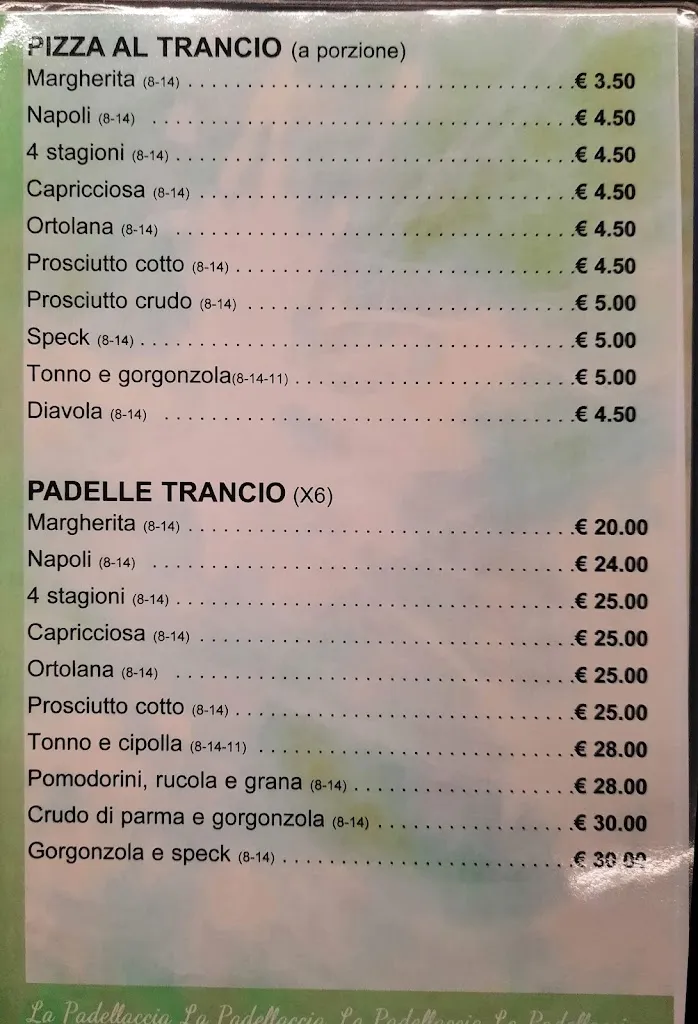 PIZZA AL TRANCIO (a porzione)
Margherita (8-14) . . . . . . . . . . . . . . . . . . . . . . . . . . . . . . . . . . .€ 3.50
Napoli (8-14) . . . . . . . . . . . . . . . . . . . . . . . . . . . . . . . . . . . . . .€ 4.50
4 stagioni (8-14) . . . . . . . . . . . . . . . . . . . . . . . . . . . . . . . . . . . .€ 4.50
Capricciosa (8-14) . . . . . . . . . . . . . . . . . . . . . . . . . . . . . . . . . .€ 4.50
Ortolana (8-14) . . . . . . . . . . . . . . . . . . . . . . . . . . . . . . . . . . . .€ 4.50
Prosciutto cotto (8-14) . . . . . . . . . . . . . . . . . . . . . . . . . . . . . . .€ 4.50
Prosciutto crudo (8-14) . . . . . . . . . . . . . . . . . . . . . . . . . . . . . .€ 5.00
Speck (8-14) . . . . . . . . . . . . . . . . . . . . . . . . . . . . . . . . . . . . . . .€ 5.00
Tonno e gorgonzola(8-14-11) . . . . . . . . . . . . . . . . . . . . . . . . . .€ 5.00
Diavola (8-14) . . . . . . . . . . . . . . . . . . . . . . . . . . . . . . . . . . . . .€ 4.50
PADELLE TRANCIO (X6)
Margherita (8-14) . . . . . . . . . . . . . . . . . . . . . . . . . . . . . . . . . . .€ 20.00
Napoli (8-14) . . . . . . . . . . . . . . . . . . . . . . . . . . . . . . . . . . . . . .€ 24.00
4 stagioni (8-14) . . . . . . . . . . . . . . . . . . . . . . . . . . . . . . . . . . . .€ 25.00
Capricciosa (8-14) . . . . . . . . . . . . . . . . . . . . . . . . . . . . . . . . . .€ 25.00
Ortolana (8-14) . . . . . . . . . . . . . . . . . . . . . . . . . . . . . . . . . . . .€ 25.00
Prosciutto cotto (8-14) . . . . . . . . . . . . . . . . . . . . . . . . . . . . . . .€ 25.00
Tonno e cipolla (8-14-11) . . . . . . . . . . . . . . . . . . . . . . . . . . . . .€ 28.00
Pomodorini, rucola e grana (8-14) . . . . . . . . . . . . . . . . . . . . .€ 28.00
Crudo di parma e gorgonzola (8-14) . . . . . . . . . . . . . . . . . . .€ 30.00
Gorgonzola e speck (8-14) . . . . . . . . . . . . . . . . . . . . . . . . . . .€ 30.00
La Padellaccia La Padellaccia La Padellaccia La Padellaccia